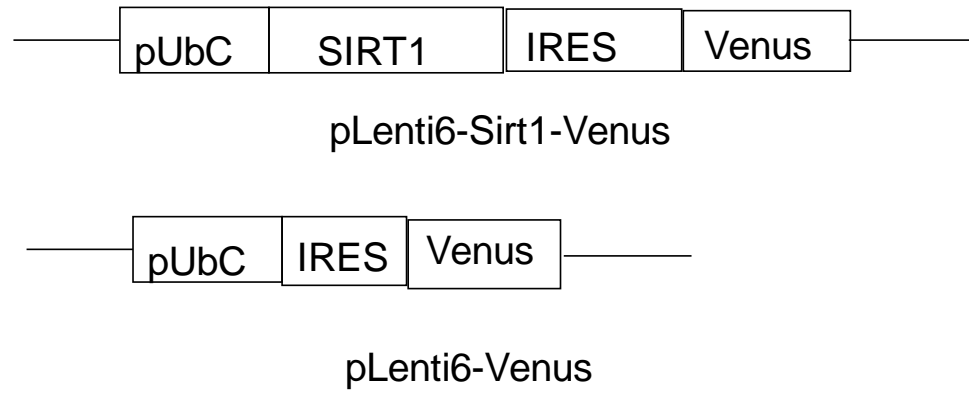 pUbC SIRT1 IRES Venus
pLenti6-Sirt1-Venus
pUbC IRES Venus
pLenti6-Venus